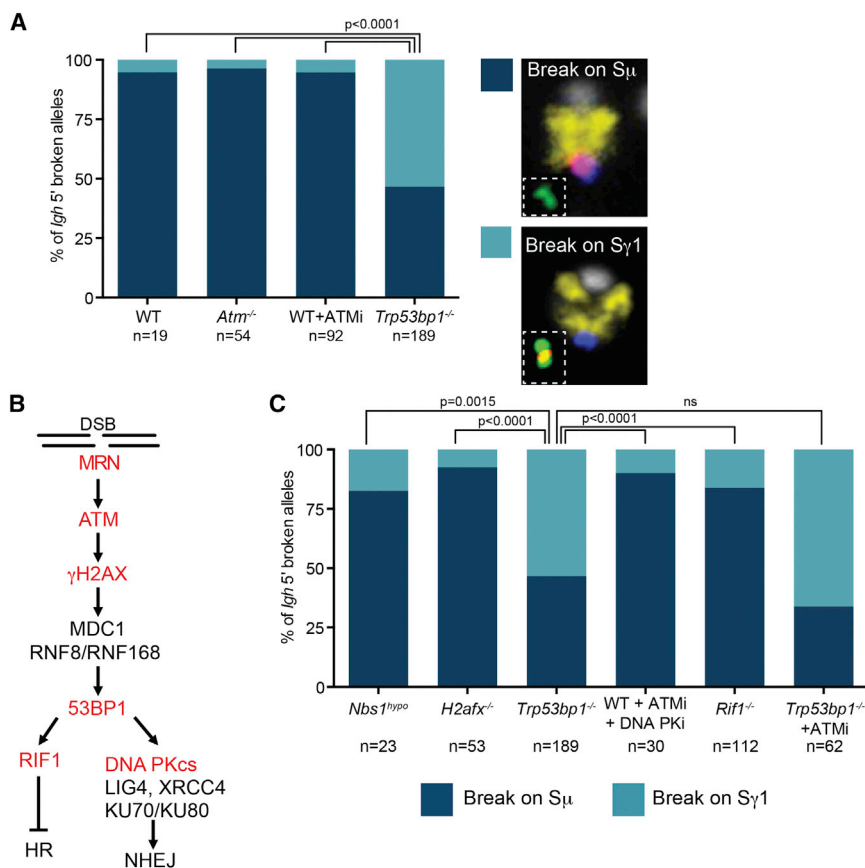 A
p<0.0001
% of Igh 5' broken alleles
100
75
50
25
0
WT
n=19
Atm-/-
n=54
WT+ATMi
n=92
Trp53bp1-/-
n=189
Break on Sμ
Break on Sγ1
B
DSB
MRN
ATM
γH2AX
MDC1
RNF8/RNF168
53BP1
RIF1
DNA PKcs
LIG4, XRCC4
KU70/KU80
HR
NHEJ
C
p=0.0015
ns
p<0.0001
p<0.0001
% of Igh 5' broken alleles
100
75
50
25
0
Nbs1hypo
n=23
H2afx-/-
n=53
Trp53bp1-/-
n=189
WT + ATMi
+ DNA PKi
n=30
Rif1-/-
n=112
Trp53bp1-/-
+ATMi
n=62
Break on Sμ
Break on Sγ1